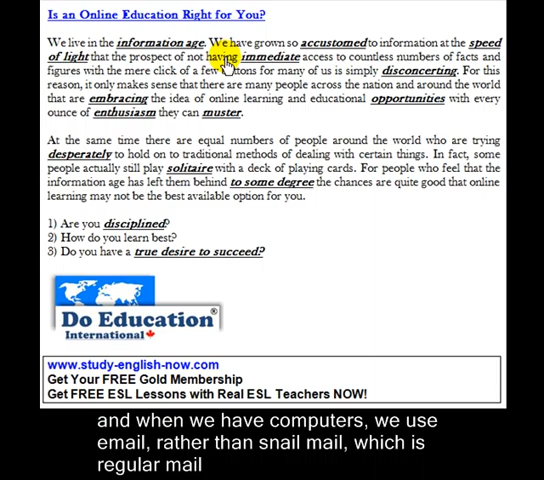 Is an Online Education Right for You?
We live in the information age. We have grown so accustomed to information at the speed
of light that the prospect of not having immediate access to countless numbers of facts and
figures with the mere click of a few buttons for many of us is simply disconcerting. For this
reason, it only makes sense that there are many people across the nation and around the world
that are embracing the idea of online learning and educational opportunities with every
ounce of enthusiasm they can muster.
At the same time there are equal numbers of people around the world who are trying
desperately to hold on to traditional methods of dealing with certain things. In fact, some
people actually still play solitaire with a deck of playing cards. For people who feel that the
information age has left them behind to some degree the chances are quite good that online
learning may not be the best available option for you.
1) Are you disciplined?
2) How do you learn best?
3) Do you have a true desire to succeed?
Do Education®
International
www.study-english-now.com
Get Your FREE Gold Membership
Get FREE ESL Lessons with Real ESL Teachers NOW!
and when we have computers, we use
email, rather than snail mail, which is
regular mail